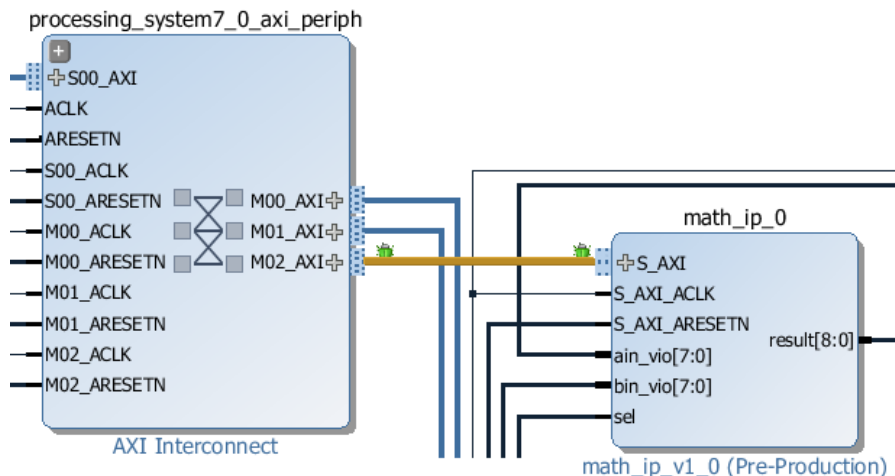 processing_system7_0_axi_periph
S00_AXI
ACLK
ARESETN
S00_ACLK
S00_ARESETN
M00_ACLK
M00_ARESETN
M01_ACLK
M01_ARESETN
M02_ACLK
M02_ARESETN
M00_AXI
M01_AXI
M02_AXI
AXI Interconnect
math_ip_0
S_AXI
S_AXI_ACLK
S_AXI_ARESETN
ain_vio[7:0]
bin_vio[7:0]
sel
result[8:0]
math_ip_v1_0 (Pre-Production)